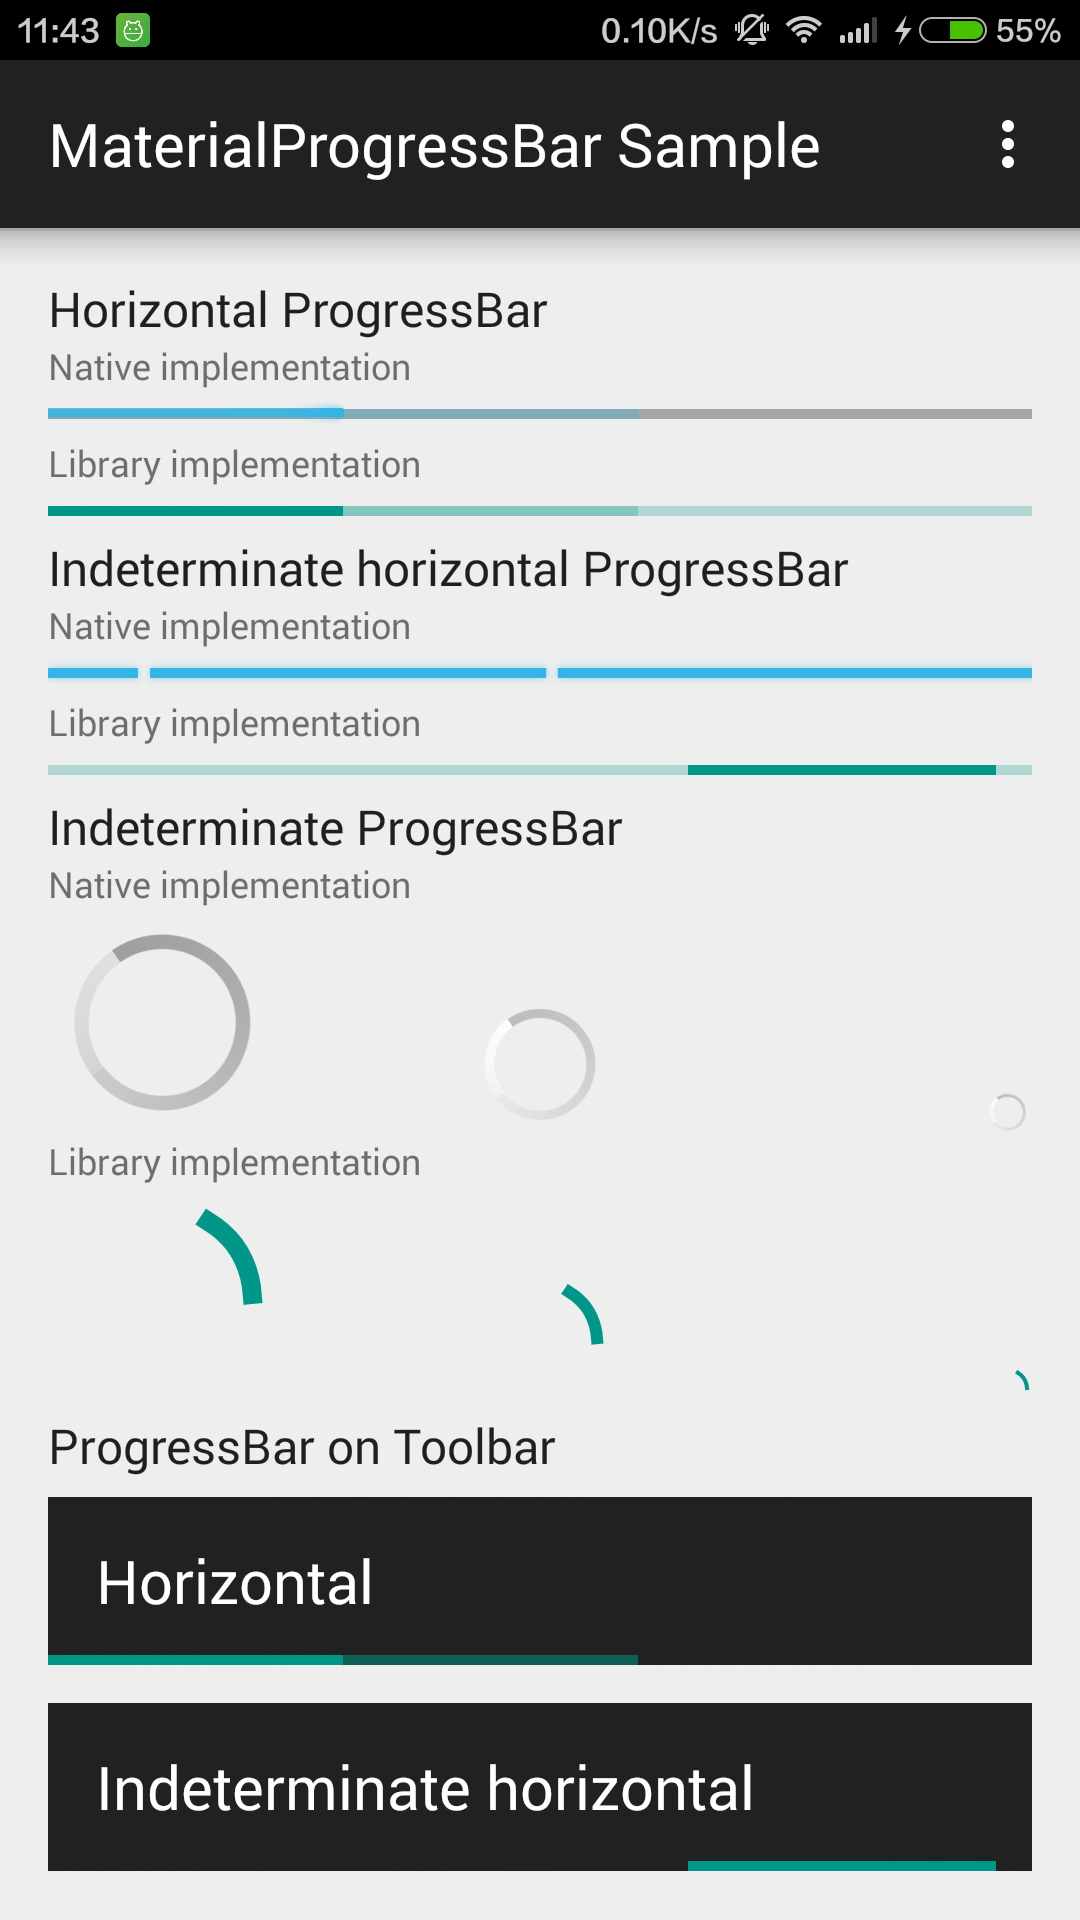 11:43 0.10K/s 55%
MaterialProgressBar Sample
Horizontal ProgressBar
Native implementation
Library implementation
Indeterminate horizontal ProgressBar
Native implementation
Library implementation
Indeterminate ProgressBar
Native implementation
Library implementation
ProgressBar on Toolbar
Horizontal
Indeterminate horizontal